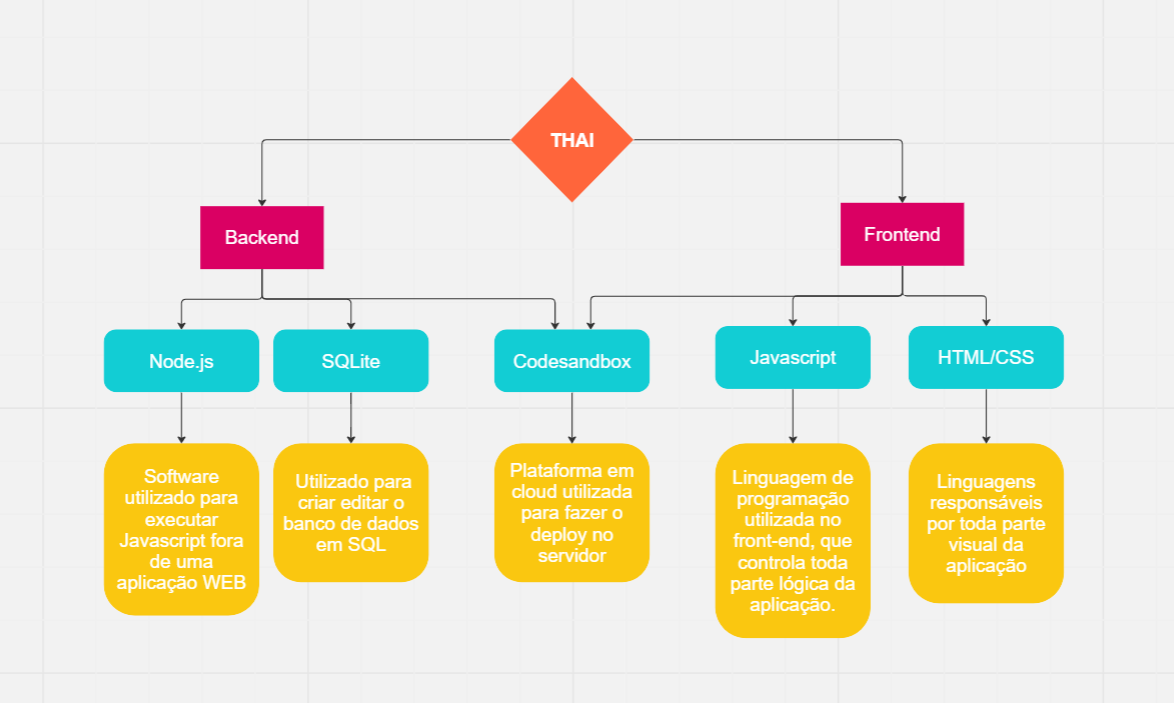 THAI
Backend
Frontend
Node.js
SQLite
Codesandbox
Javascript
HTML/CSS
Software
utilizado para
executar
Javascript fora
de uma
aplicação WEB
Utilizado para
criar editar o
banco de dados
em SQL
Plataforma em
cloud utilizada
para fazer o
deploy no
servidor
Linguagem de
programação
utilizada no
front-end, que
controla toda
parte lógica da
aplicação.
Linguagens
responsáveis
por toda parte
visual da
aplicação